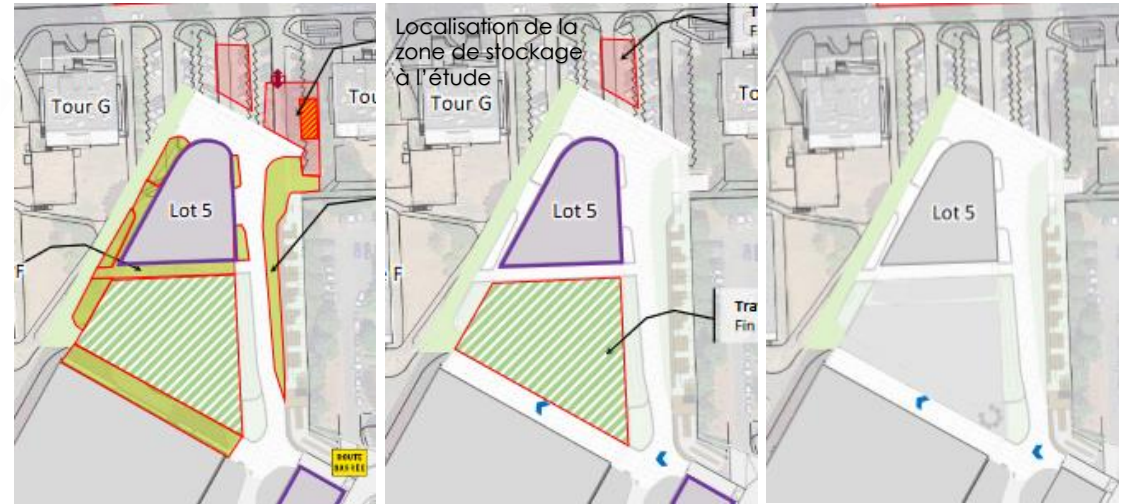 Tour G
Tou
Lot 5
F
ROUTE
BARRÉE
Localisation de la
zone de stockage
à l'étude
T
F
Tour G
To
Lot 5
F
Tra
Fin
Tour G
Lot 5